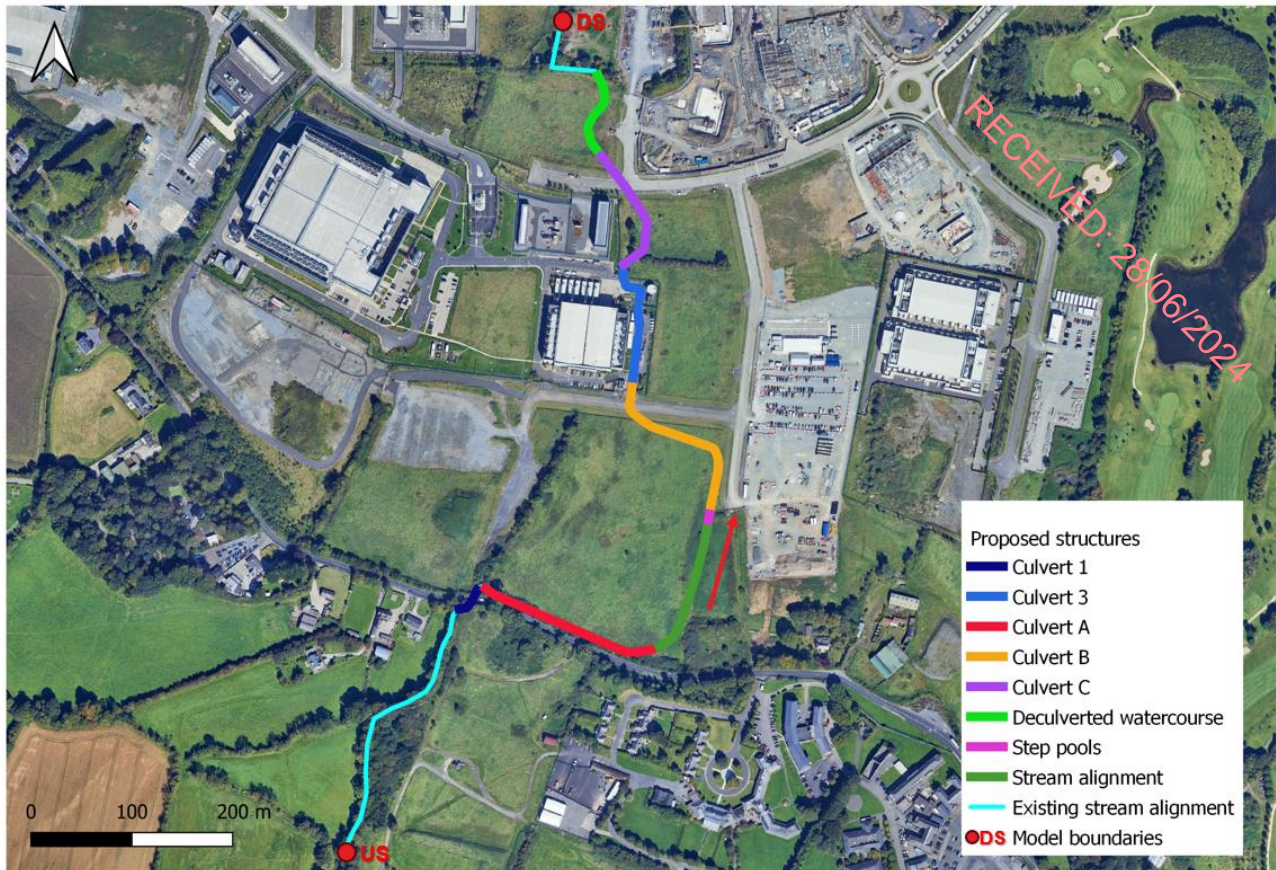 DS
RECEIVED: 28/06/2024
Proposed structures
Culvert 1
Culvert 3
Culvert A
Culvert B
Culvert C
Deculverted watercourse
Step pools
Stream alignment
Existing stream alignment
DS Model boundaries
0 100 200 m
US